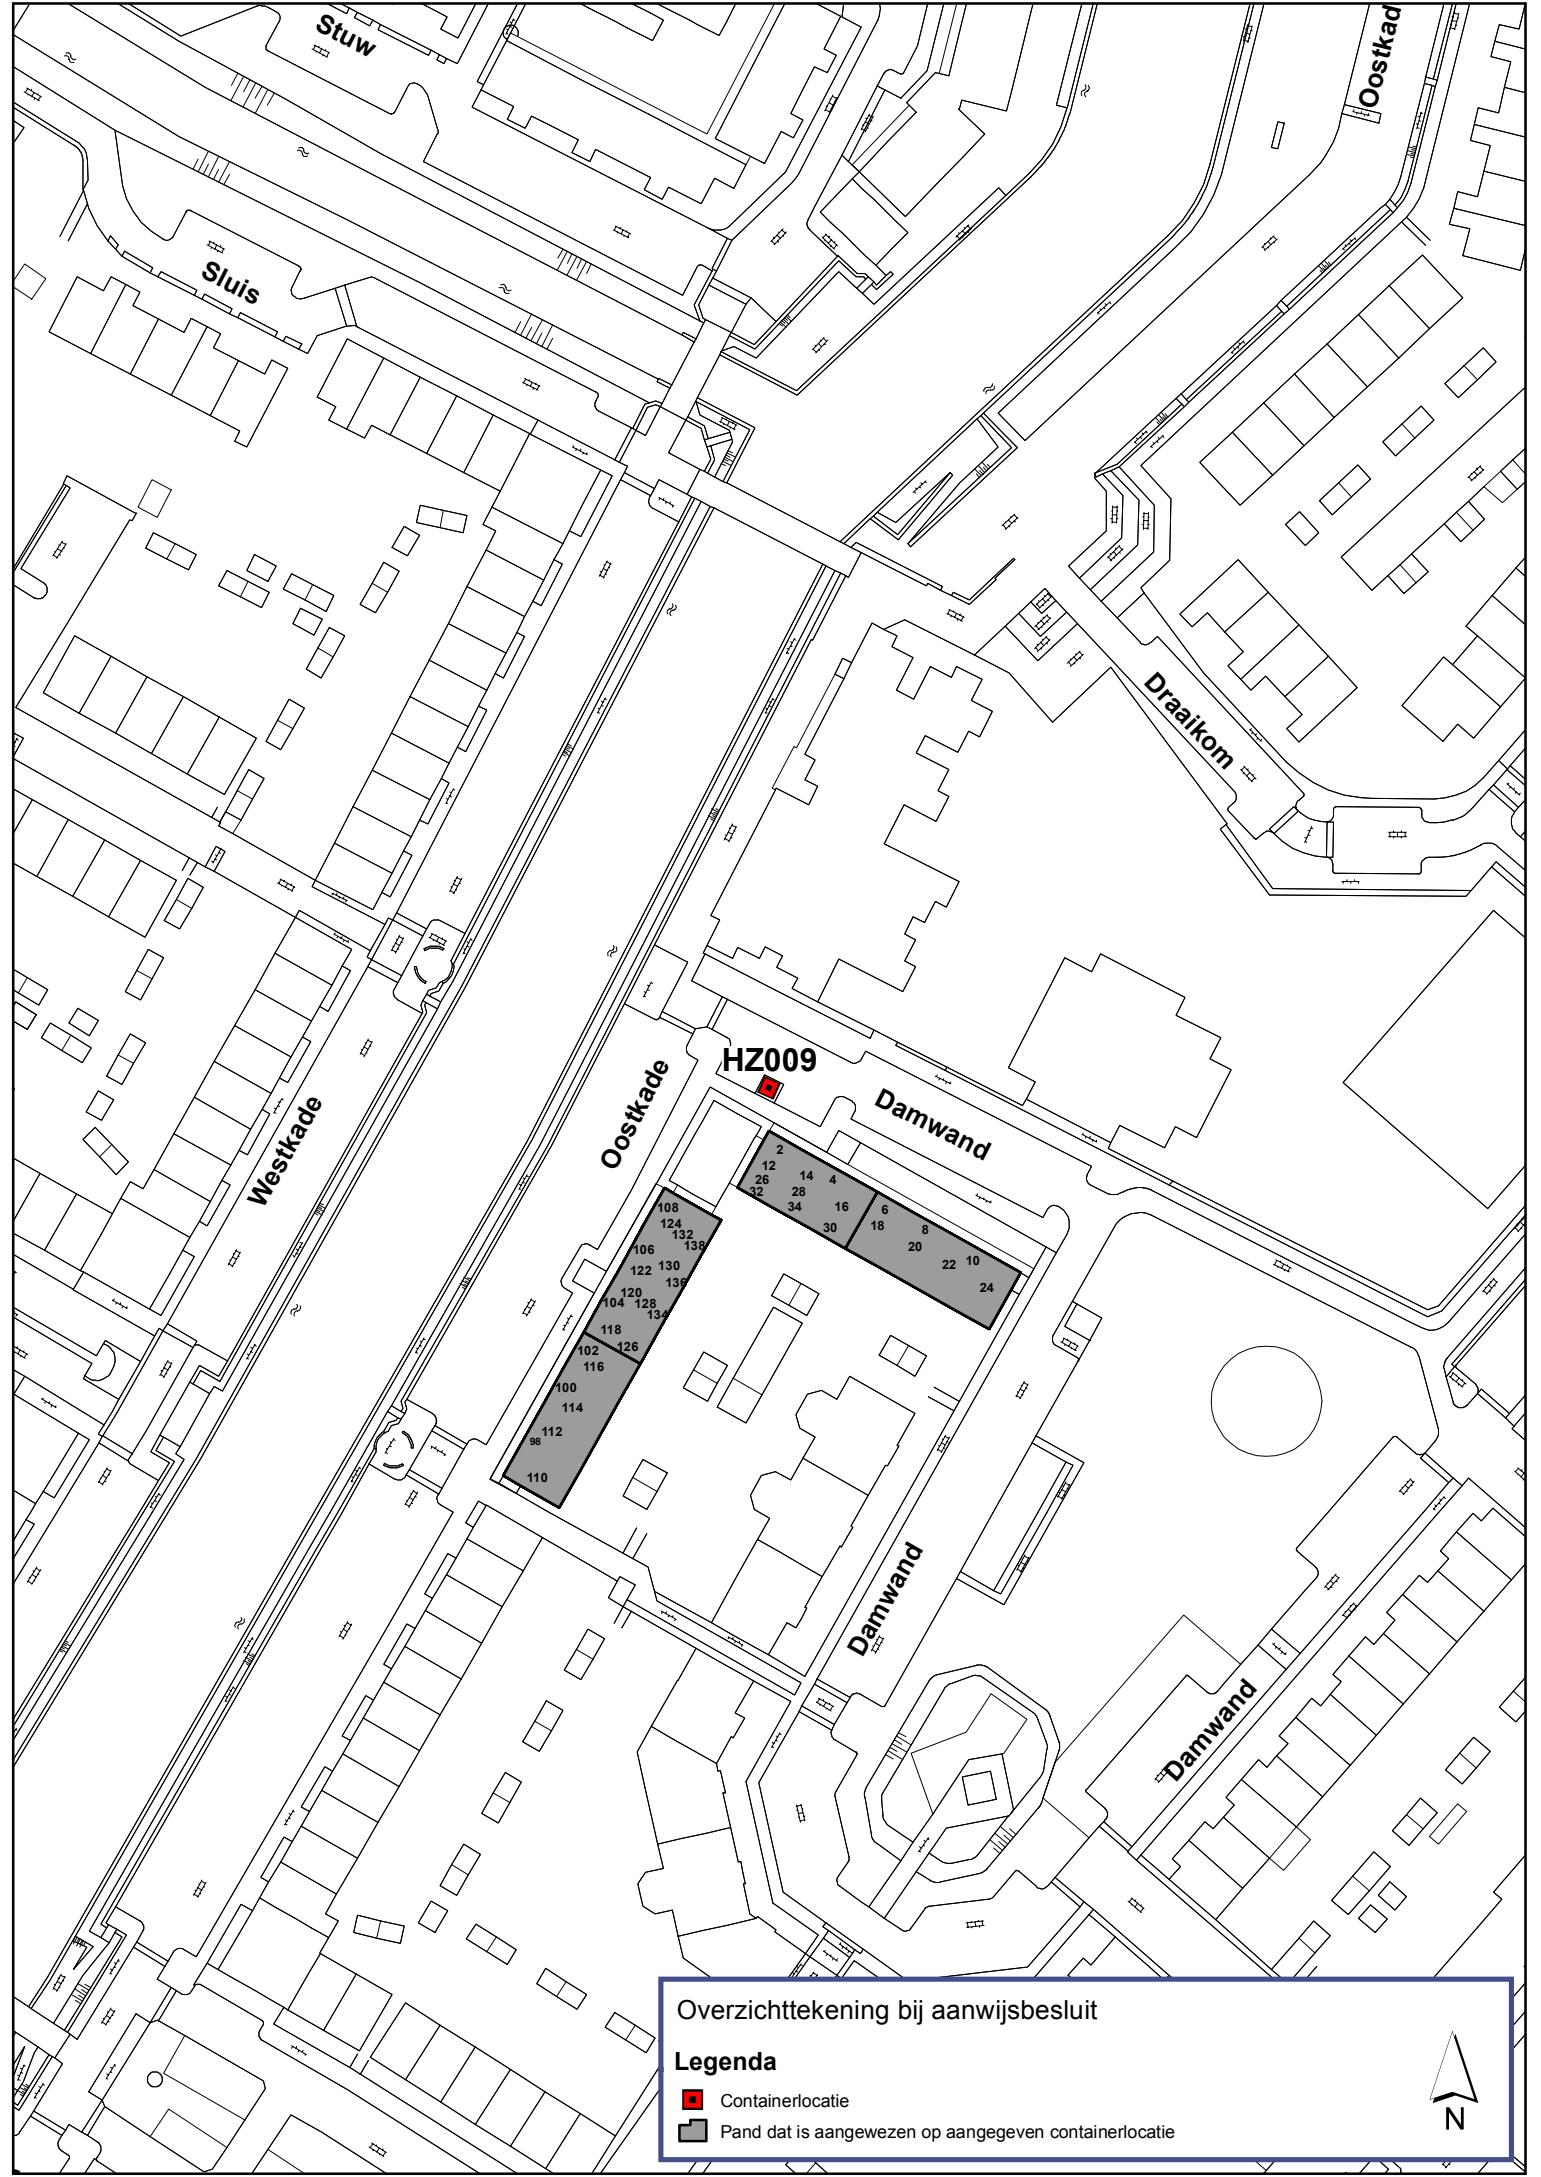 Stuw
Oostkad
Sluis
Draaikom
HZ009
Oostkade
Damwand
Westkade
2
12
14
4
26
28
32
34
16
6
30
18
8
20
22
10
24
108
124
132
138
106
122
130
136
120
104
128
134
118
102
126
116
100
114
112
98
110
Damwand
Damwand
Overzichttekening bij aanwijsbesluit
Legenda
Containerlocatie
Pand dat is aangewezen op aangegeven containerlocatie
N